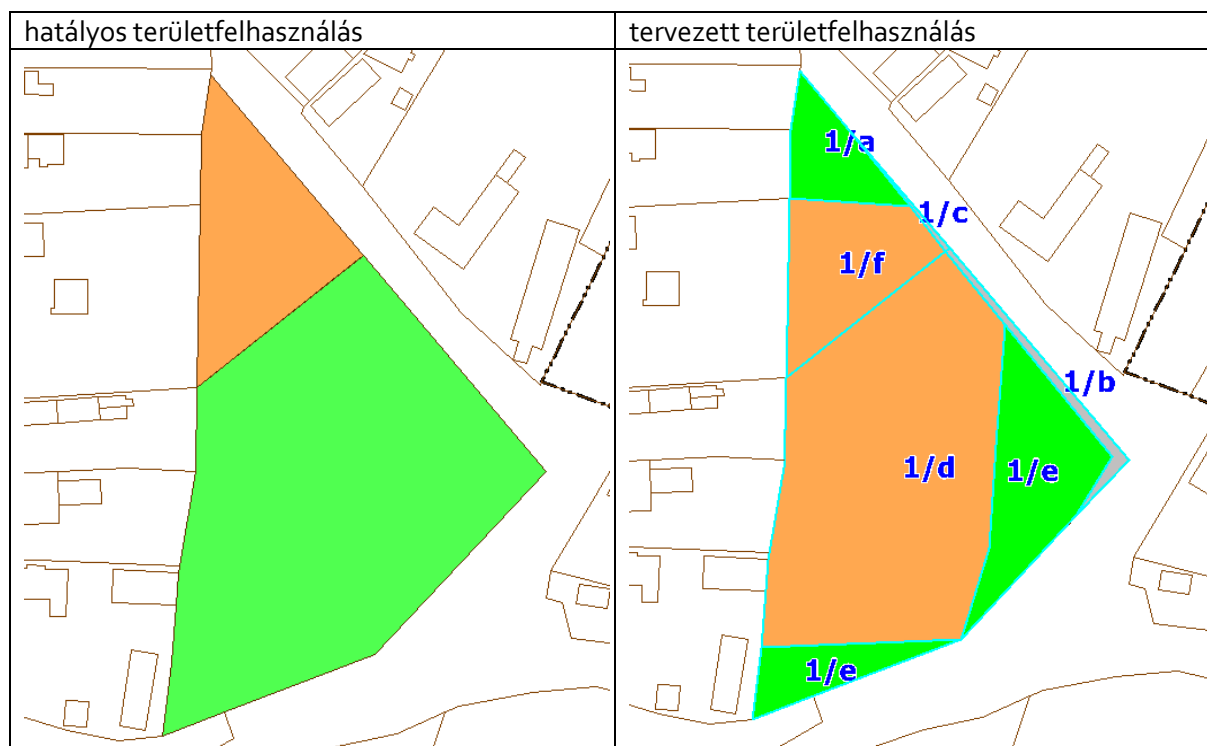 hatályos területfelhasználás
tervezett területfelhasználás
1/a
1/c
1/f
1/b
1/d
1/e
1/e